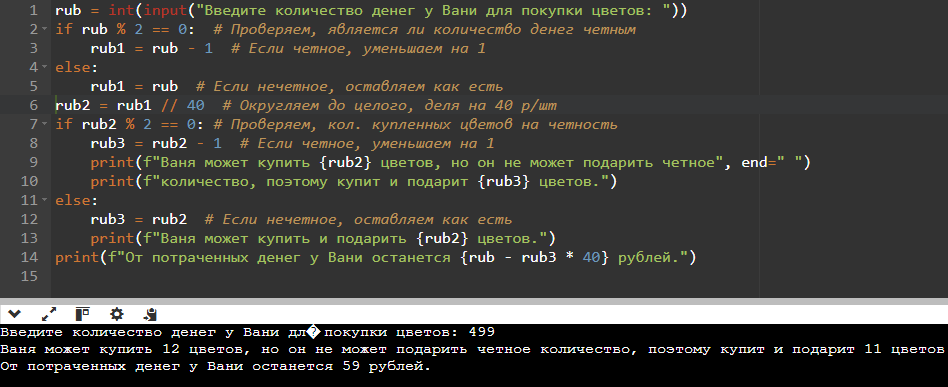 1 rub = int(input("Введите количество денег у Вани для покупки цветов: "))
2 if rub % 2 == 0:  # Проверяем, является ли количество денег четным
3     rub1 = rub - 1  # Если четное, уменьшаем на 1
4 else:
5     rub1 = rub  # Если нечетное, оставляем как есть
6 rub2 = rub1 // 40  # Округляем до целого, деля на 40 р/шт
7 if rub2 % 2 == 0: # Проверяем, кол. купленных цветов на четность
8     rub3 = rub2 - 1  # Если четное, уменьшаем на 1
9     print(f"Ваня может купить {rub2} цветов, но он не может подарить четное", end=" ")
10     print(f"количество, поэтому купит и подарит {rub3} цветов.")
11 else:
12     rub3 = rub2  # Если нечетное, оставляем как есть
13     print(f"Ваня может купить и подарить {rub2} цветов.")
14 print(f"От потраченных денег у Вани останется {rub - rub3 * 40} рублей.")
15
Введите количество денег у Вани дл� покупки цветов: 499
Ваня может купить 12 цветов, но он не может подарить четное количество, поэтому купит и подарит 11 цветов
От потраченных денег у Вани останется 59 рублей.